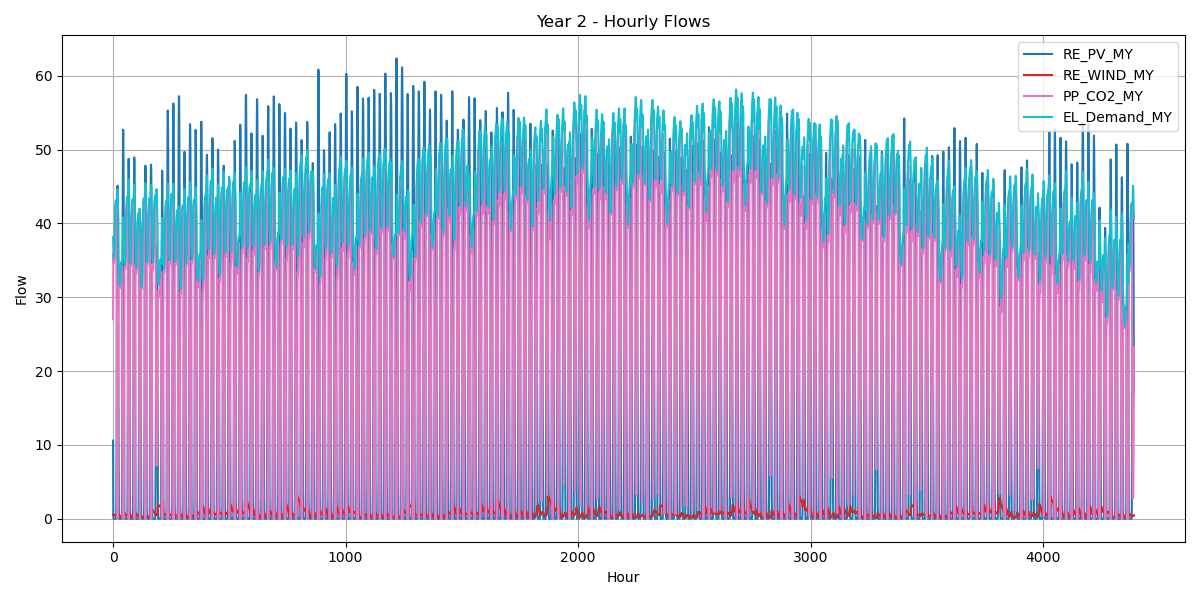 Year 2 - Hourly Flows
RE_PV_MY
RE_WIND_MY
PP_CO2_MY
EL_Demand_MY
Flow
60
50
40
30
20
10
0
0
1000
2000
3000
4000
Hour